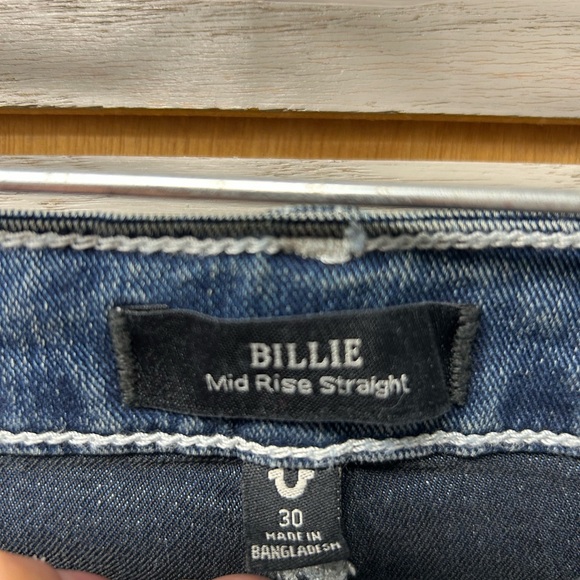 BILLIE
Mid Rise Straight
30
MADE IN
BANGLADESH